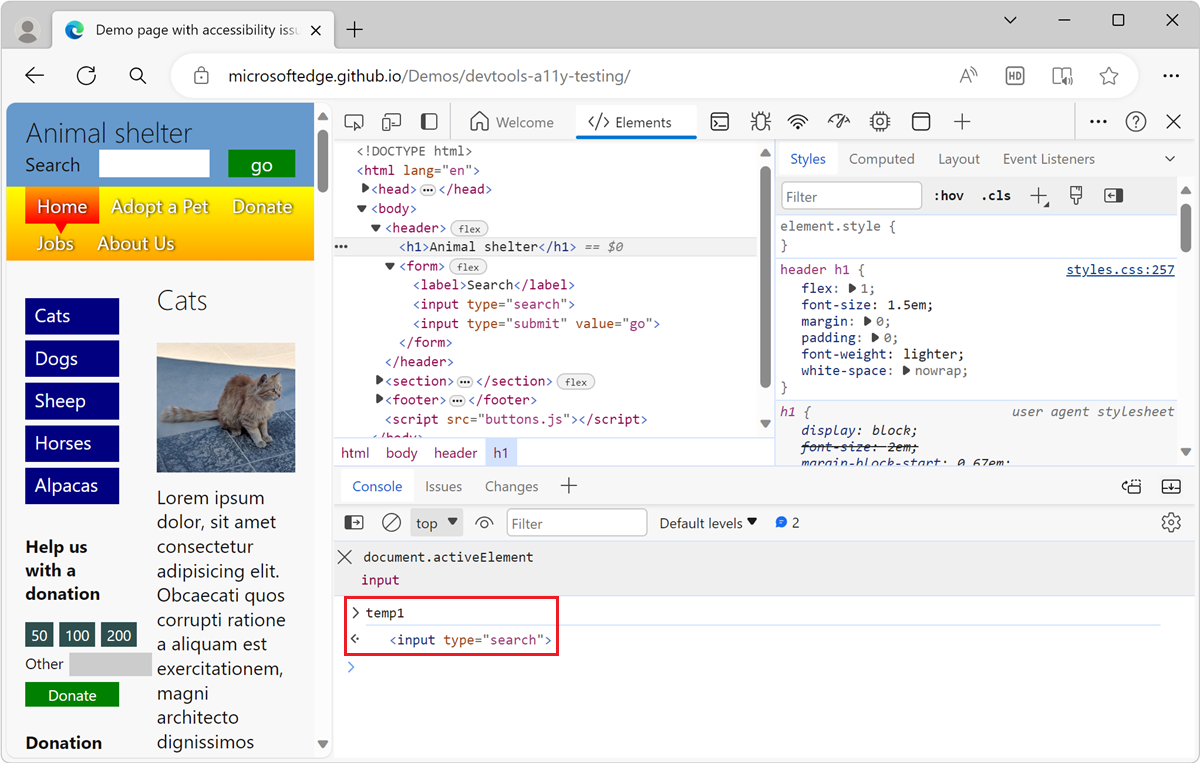 Demo page with accessibility issu
microsoftedge.github.io/Demos/devtools-a11y-testing/
A
HD
Animal shelter
Search
go
Home
Adopt a Pet
Donate
Jobs
About Us
Cats
Dogs
Sheep
Horses
Alpacas
Help us
with a
donation
50 100 200
Other
Donate
Donation
Cats
Lorem ipsum
dolor, sit amet
consectetur
adipisicing elit.
Obcaecati quos
corrupti ratione
a aliquam est
exercitationem,
magni
architecto
dignissimos
Welcome
</> Elements
<!DOCTYPE html>
<html lang="en">
<head> … </head>
<body>
<header> flex
… <h1>Animal shelter</h1> == $0
<form> flex
<label>Search</label>
<input type="search">
<input type="submit" value="go">
</form>
</header>
<section> … </section> flex
<footer> … </footer>
<script src="buttons.js"></script>
</body>
html body header h1
Styles Computed Layout Event Listeners
Filter :hov .cls
element.style {
}
header h1 { styles.css:257
flex: 1;
font-size: 1.5em;
margin: 0;
padding: 0;
font-weight: lighter;
white-space: nowrap;
}
h1 { user agent stylesheet
display: block;
font-size: 2em;
margin-block-start: 0.67em;
Console Issues Changes
top Filter Default levels 2
document.activeElement
input
> temp1
<input type="search">
>